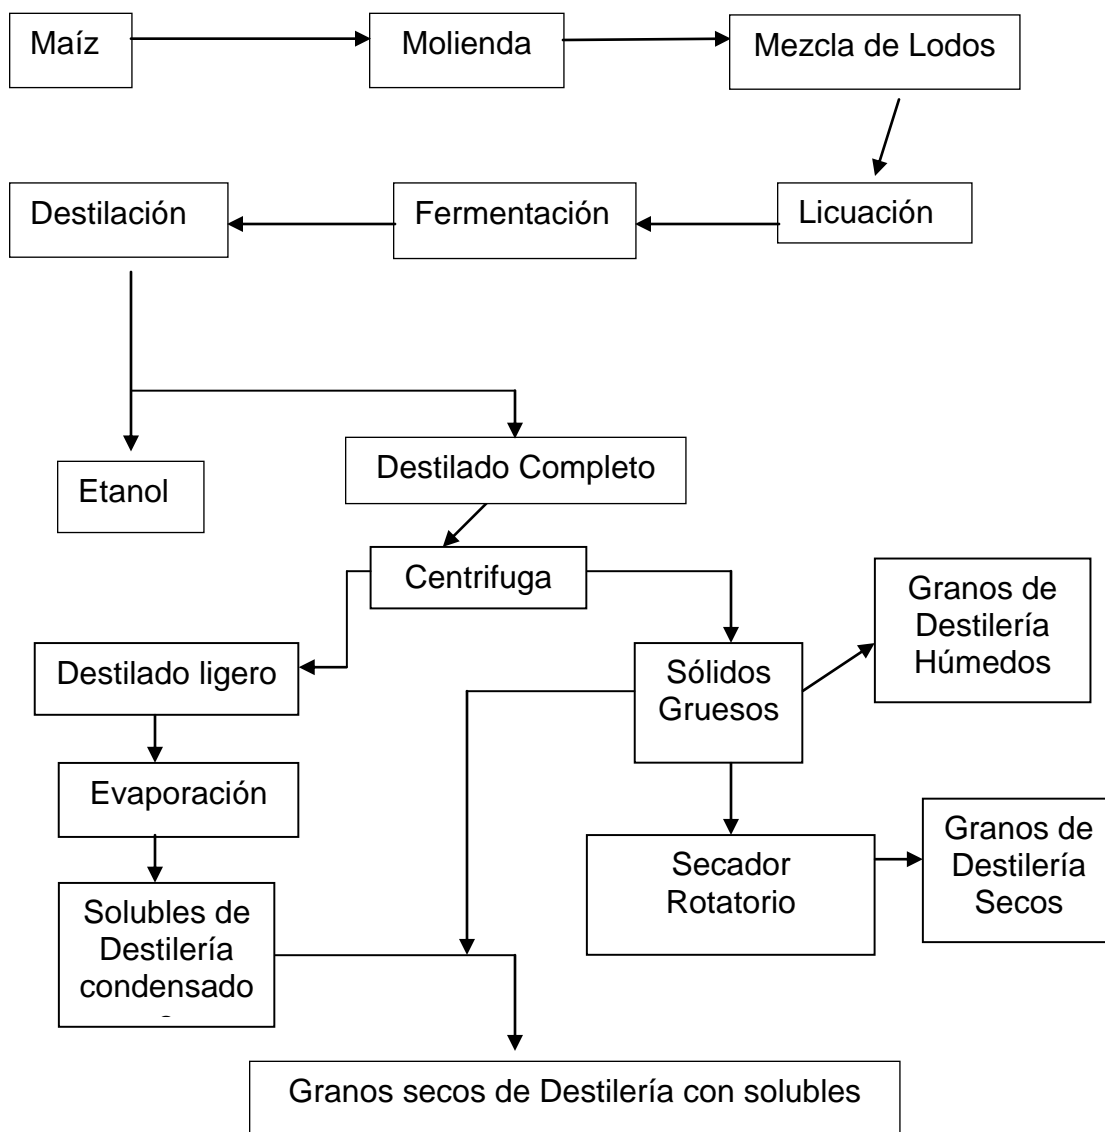 Maíz
Molienda
Mezcla de Lodos
Destilación
Fermentación
Licuación
Etanol
Destilado Completo
Centrifuga
Granos de
Destilería
Húmedos
Destilado ligero
Sólidos
Gruesos
Evaporación
Secador
Rotatorio
Granos de
Destilería
Secos
Solubles de
Destilería
condensado
Granos secos de Destilería con solubles